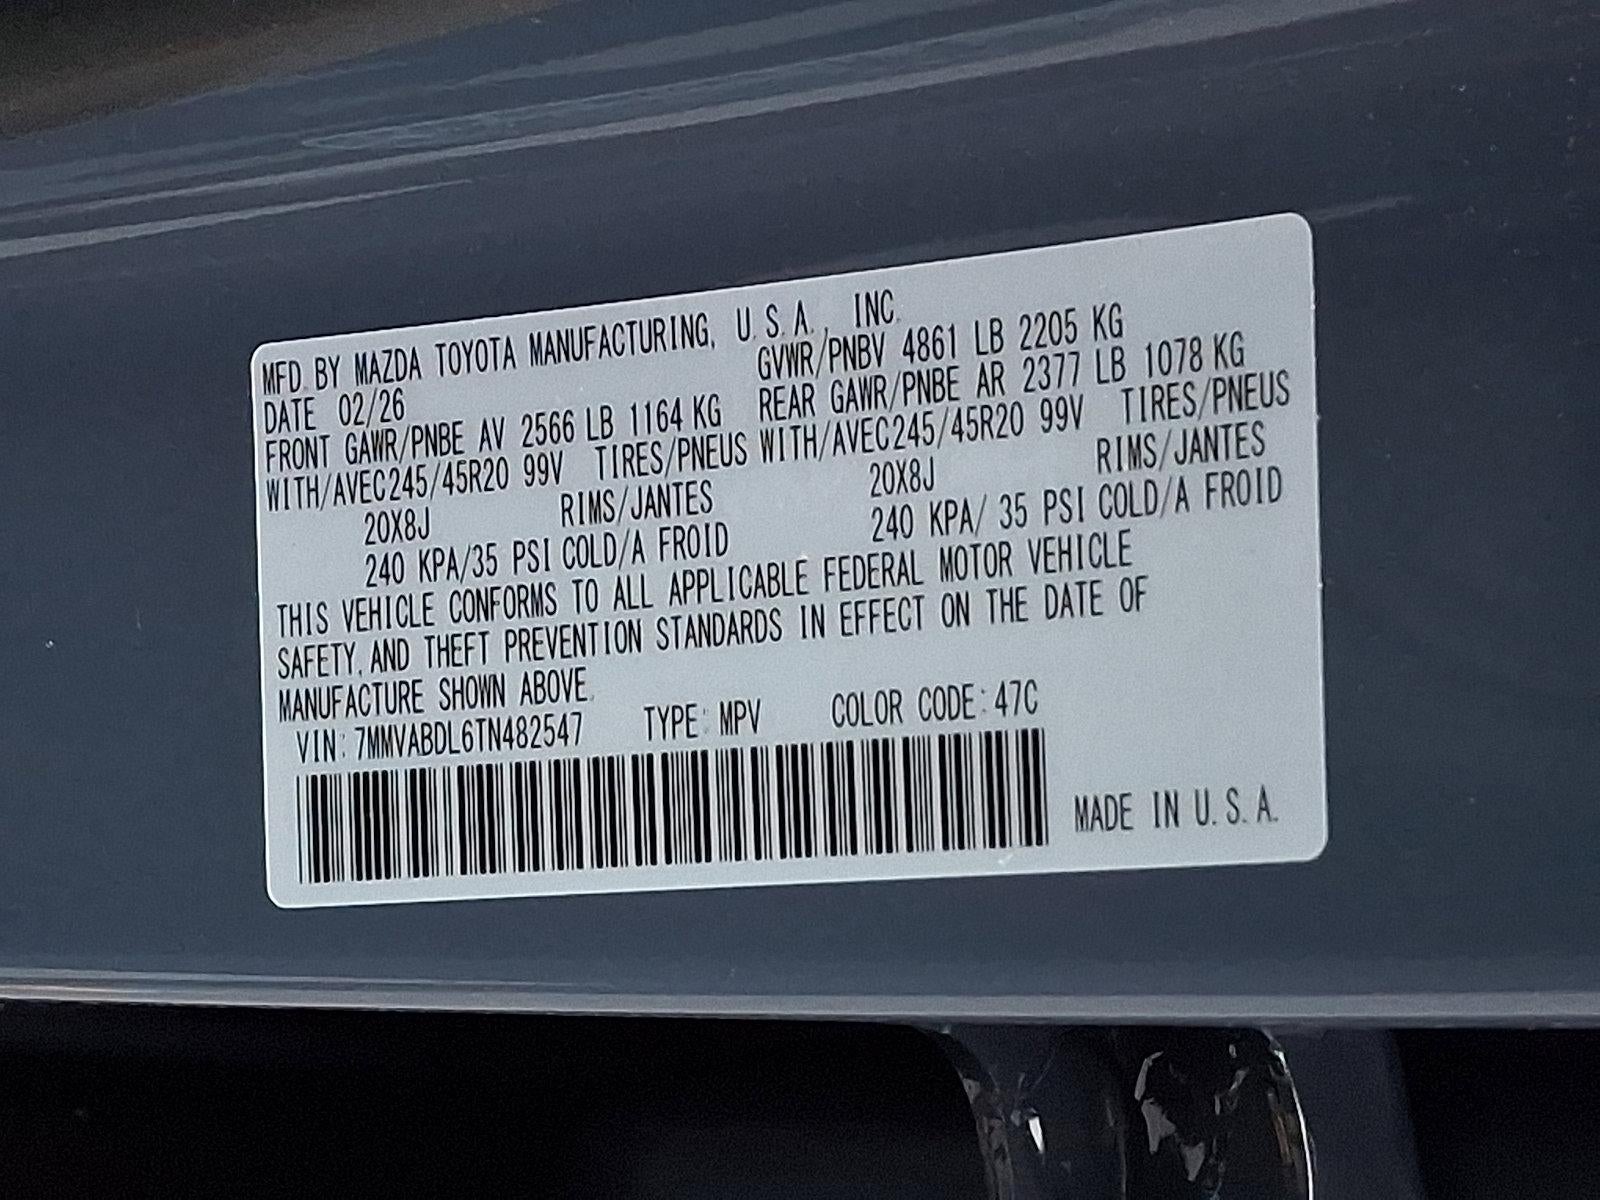 MFD. BY MAZDA TOYOTA MANUFACTURING, U.S.A., INC.
DATE 02/26 GVWR/PNBV 4861 LB 2205 KG
FRONT GAWR/PNBE AV 2566 LB 1164 KG REAR GAWR/PNBE AR 2377 LB 1078 KG
WITH/AVEC245/45R20 99V TIRES/PNEUS WITH/AVEC245/45R20 99V TIRES/PNEUS
20X8J RIMS/JANTES 20X8J RIMS/JANTES
240 KPA/35 PSI COLD/A FROID 240 KPA/ 35 PSI COLD/A FROID
THIS VEHICLE CONFORMS TO ALL APPLICABLE FEDERAL MOTOR VEHICLE
SAFETY, AND THEFT PREVENTION STANDARDS IN EFFECT ON THE DATE OF
MANUFACTURE SHOWN ABOVE.
VIN: 7MMVABDL6TN482547 TYPE: MPV COLOR CODE: 47C
MADE IN U.S.A.